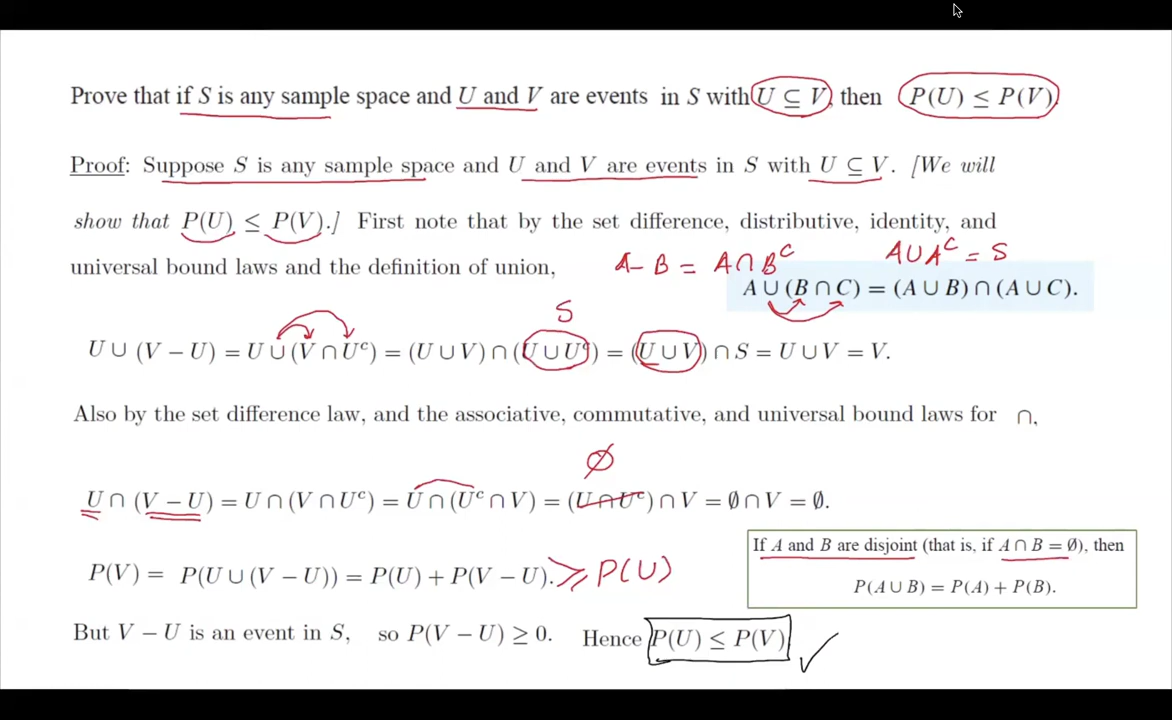 Prove that if S is any sample space and U and V are events in S with U ⊆ V, then P(U) ≤ P(V)
Proof: Suppose S is any sample space and U and V are events in S with U ⊆ V. [We will
show that P(U) ≤ P(V).] First note that by the set difference, distributive, identity, and
universal bound laws and the definition of union,
A - B = A ∩ B^C
A ∪ A^C = S
A ∪ (B ∩ C) = (A ∪ B) ∩ (A ∪ C).
S
U ∪ (V − U) = U ∪ (V ∩ U^c) = (U ∪ V) ∩ (U ∪ U^c) = (U ∪ V) ∩ S = U ∪ V = V.
Also by the set difference law, and the associative, commutative, and universal bound laws for ∩,
∅
U ∩ (V − U) = U ∩ (V ∩ U^c) = U ∩ (U^c ∩ V) = (U ∩ U^c) ∩ V = ∅ ∩ V = ∅.
If A and B are disjoint (that is, if A ∩ B = ∅), then
P(A ∪ B) = P(A) + P(B).
P(V) = P(U ∪ (V − U)) = P(U) + P(V − U). ≥ P(U)
But V − U is an event in S, so P(V − U) ≥ 0. Hence P(U) ≤ P(V)